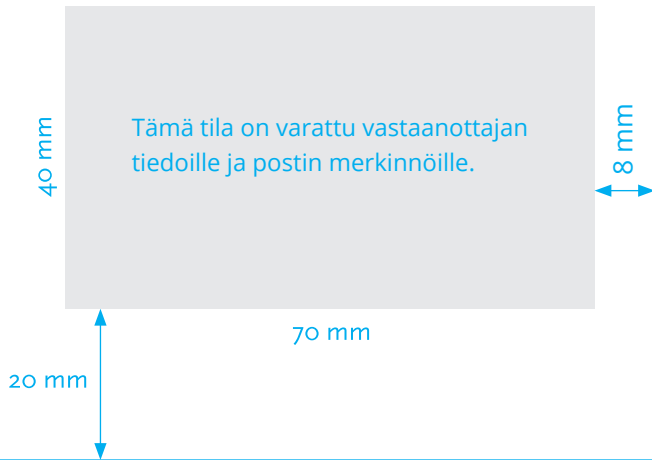 Tämä tila on varattu vastaanottajan
tiedoille ja postin merkinnöille.
40 mm
8 mm
70 mm
20 mm